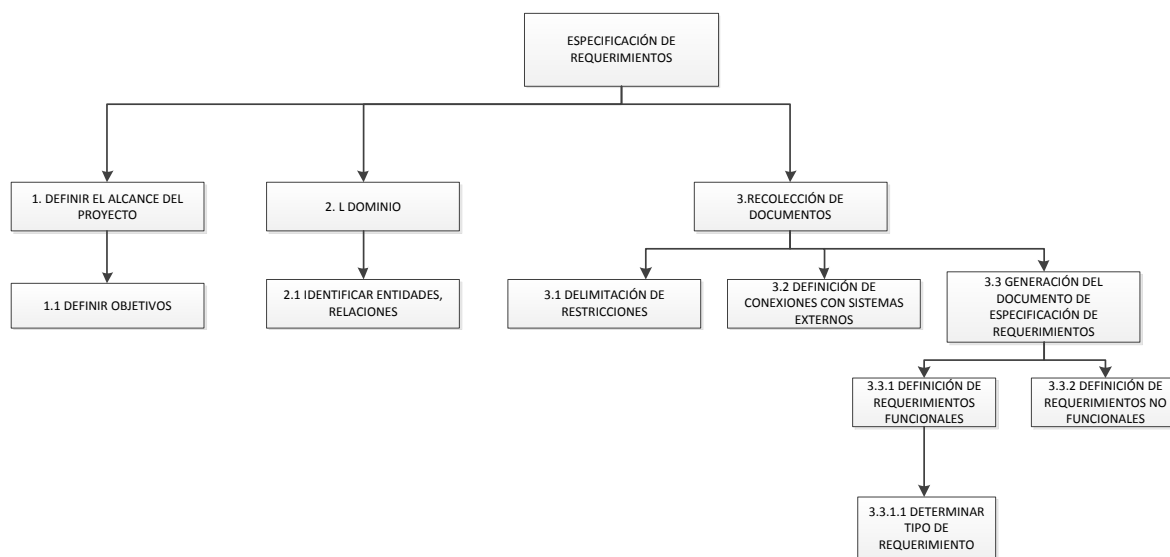 ESPECIFICACIÓN DE
REQUERIMIENTOS
1. DEFINIR EL ALCANCE DEL
PROYECTO
2. L DOMINIO
3.RECOLECCIÓN DE
DOCUMENTOS
1.1 DEFINIR OBJETIVOS
2.1 IDENTIFICAR ENTIDADES,
RELACIONES
3.1 DELIMITACIÓN DE
RESTRICCIONES
3.2 DEFINICIÓN DE
CONEXIONES CON SISTEMAS
EXTERNOS
3.3 GENERACIÓN DEL
DOCUMENTO DE
ESPECIFICACIÓN DE
REQUERIMIENTOS
3.3.1 DEFINICIÓN DE
REQUERIMIENTOS
FUNCIONALES
3.3.2 DEFINICIÓN DE
REQUERIMIENTOS NO
FUNCIONALES
3.3.1.1 DETERMINAR
TIPO DE
REQUERIMIENTO